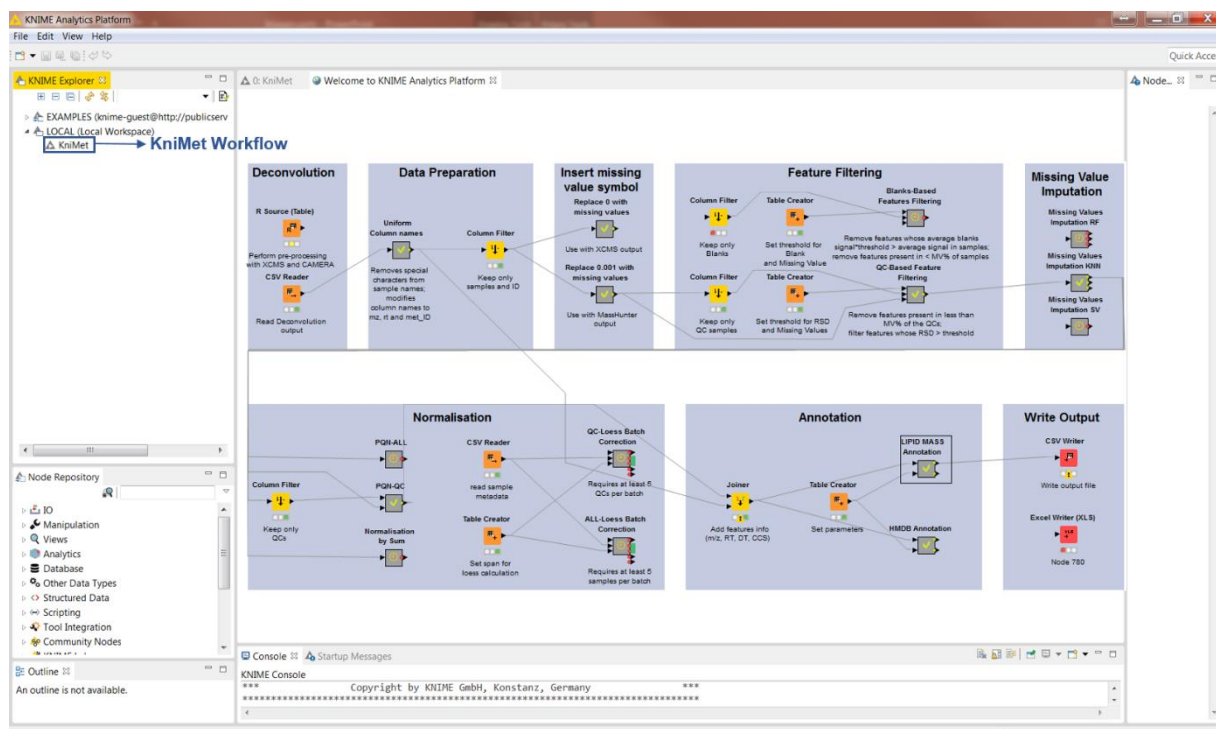 KNIME Analytics Platform
File Edit View Help
Quick Acce
KNIME Explorer
EXAMPLES (knime-guest@http://publicserv
LOCAL (Local Workspace)
KniMet
KniMet Workflow
0: KniMet
Welcome to KNIME Analytics Platform
Node...
Deconvolution
R Source (Table)
Perform pre-processing
with XCMS and CAMERA
CSV Reader
Read Deconvolution
output
Data Preparation
Uniform
Column names
Removes special
characters from
sample names;
modifies
column names to
mz, rt and met_ID
Column Filter
Keep only
samples and ID
Insert missing
value symbol
Replace 0 with
missing values
Use with XCMS output
Replace 0.001 with
missing values
Use with MassHunter
output
Feature Filtering
Column Filter
Keep only
Blanks
Table Creator
Set threshold for
Blank
and Missing Value
Blanks-Based
Features Filtering
Remove features whose average blanks
signal*threshold > average signal in samples;
remove features present in < MV% of samples
Column Filter
Keep only
QC samples
Table Creator
Set threshold for RSD
and Missing Values
QC-Based Feature
Filtering
Remove features present in less than
MV% of the QCs;
filter features whose RSD > threshold
Missing Value
Imputation
Missing Values
Imputation RF
Missing Values
Imputation KNN
Missing Values
Imputation SV
Normalisation
Column Filter
Keep only
QCs
PQN-ALL
PQN-QC
Normalisation
by Sum
CSV Reader
read sample
metadata
Table Creator
Set span for
loess calculation
QC-Loess Batch
Correction
Requires at least 5
QCs per batch
ALL-Loess Batch
Correction
Requires at least 5
samples per batch
Annotation
Joiner
Add features info
(m/z, RT, DT, CCS)
Table Creator
Set parameters
LIPID MASS
Annotation
HMDB Annotation
Write Output
CSV Writer
Write output file
Excel Writer (XLS)
Node 780
Node Repository
IO
Manipulation
Views
Analytics
Database
Other Data Types
Structured Data
Scripting
Tool Integration
Community Nodes
Outline
An outline is not available.
Console
Startup Messages
KNIME Console
*** Copyright by KNIME GmbH, Konstanz, Germany ***